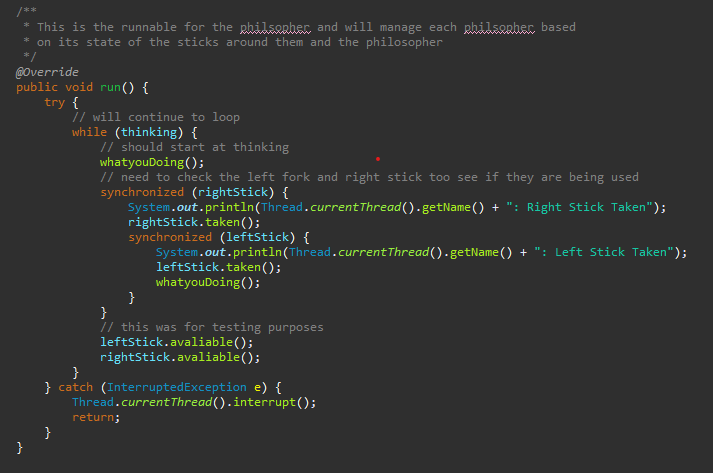 /**
 * This is the runnable for the philsopher and will manage each philsopher based
 * on its state of the sticks around them and the philosopher
 */
@Override
public void run() {
    try {
        // will continue to loop
        while (thinking) {
            // should start at thinking
            whatyouDoing();
            // need to check the left fork and right stick too see if they are being used
            synchronized (rightStick) {
                System.out.println(Thread.currentThread().getName() + ": Right Stick Taken");
                rightStick.taken();
                synchronized (leftStick) {
                    System.out.println(Thread.currentThread().getName() + ": Left Stick Taken");
                    leftStick.taken();
                    whatyouDoing();
                }
            }
            // this was for testing purposes
            leftStick.avaliable();
            rightStick.avaliable();
        }
    } catch (InterruptedException e) {
        Thread.currentThread().interrupt();
        return;
    }
}